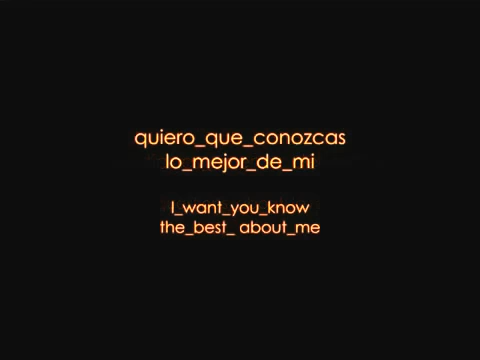 quiero_que_conozcas
lo_mejor_de_mi
I_want_you_know
the_best_ about_me